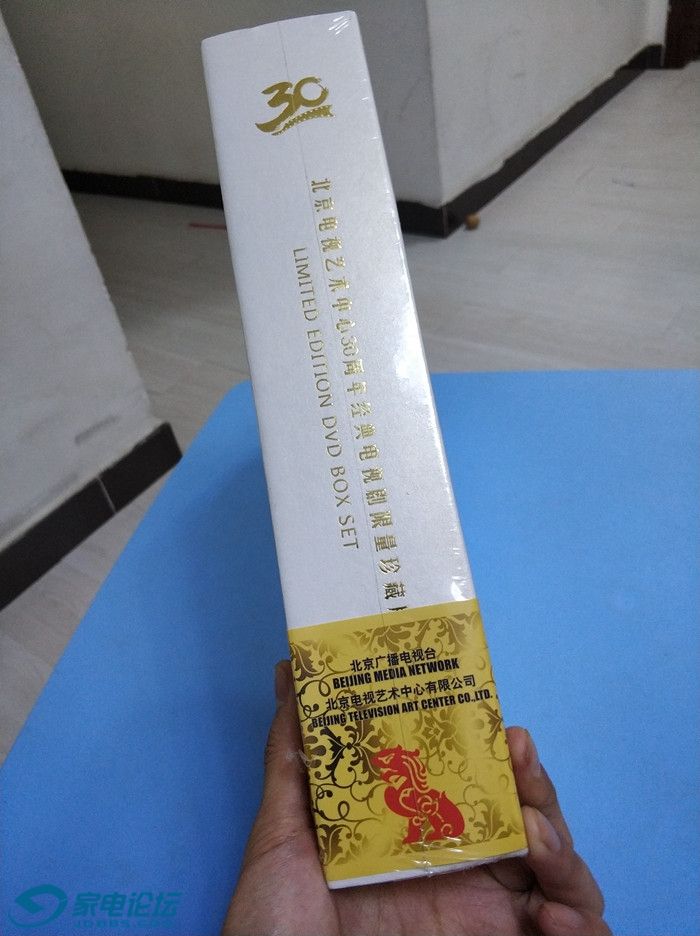 30
北京电视艺术中心30周年经典电视剧限量珍藏
LIMITED EDITION DVD BOX SET
北京广播电视台
BEIJING MEDIA NETWORK
北京电视艺术中心有限公司
BEIJING TELEVISION ART CENTER CO.,LTD.
家电论坛
JDBBS.COM